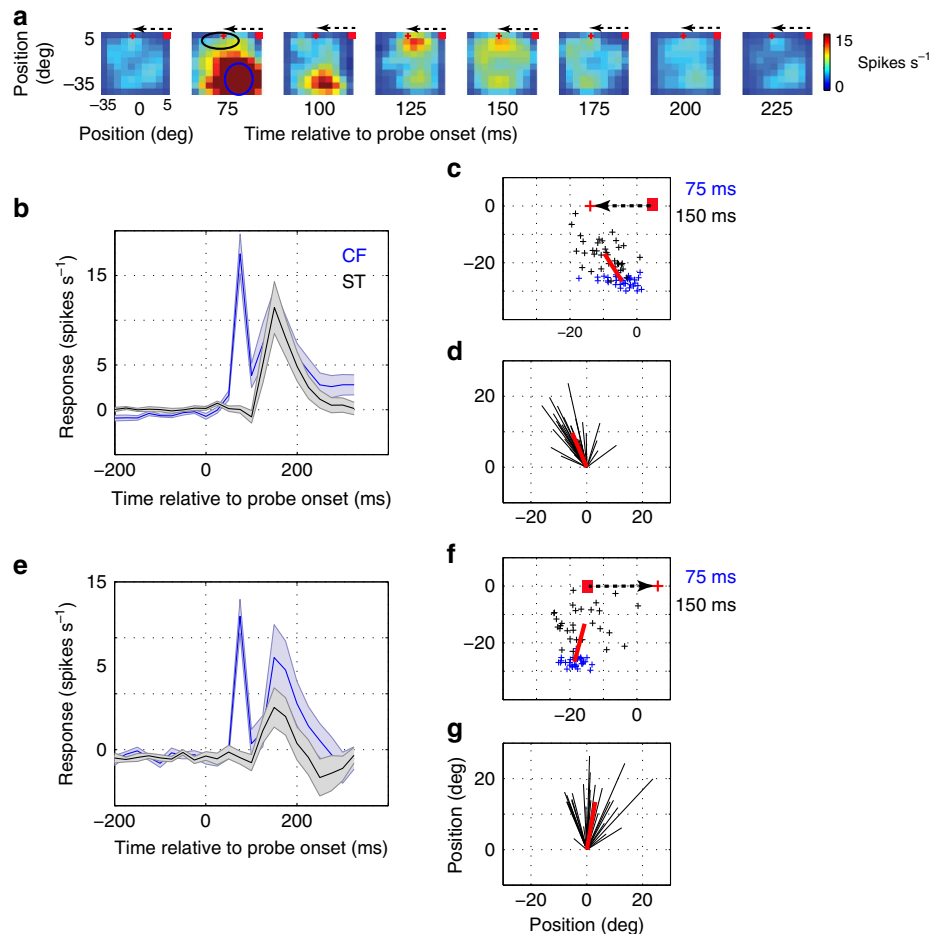 a
Position
(deg)
5
−35
−35 5
0
75
100
125
150
175
200
225
15
0
Spikes s−1
Position (deg)
Time relative to probe onset (ms)
b
Response (spikes s−1)
15
5
0
−200
0
200
CF
ST
Time relative to probe onset (ms)
c
0
−20
−20
0
75 ms
150 ms
d
20
0
−20
0
20
e
Response (spikes s−1)
15
5
0
−200
0
200
Time relative to probe onset (ms)
f
0
−20
−20
0
75 ms
150 ms
g
Position (deg)
20
0
−20
0
20
Position (deg)